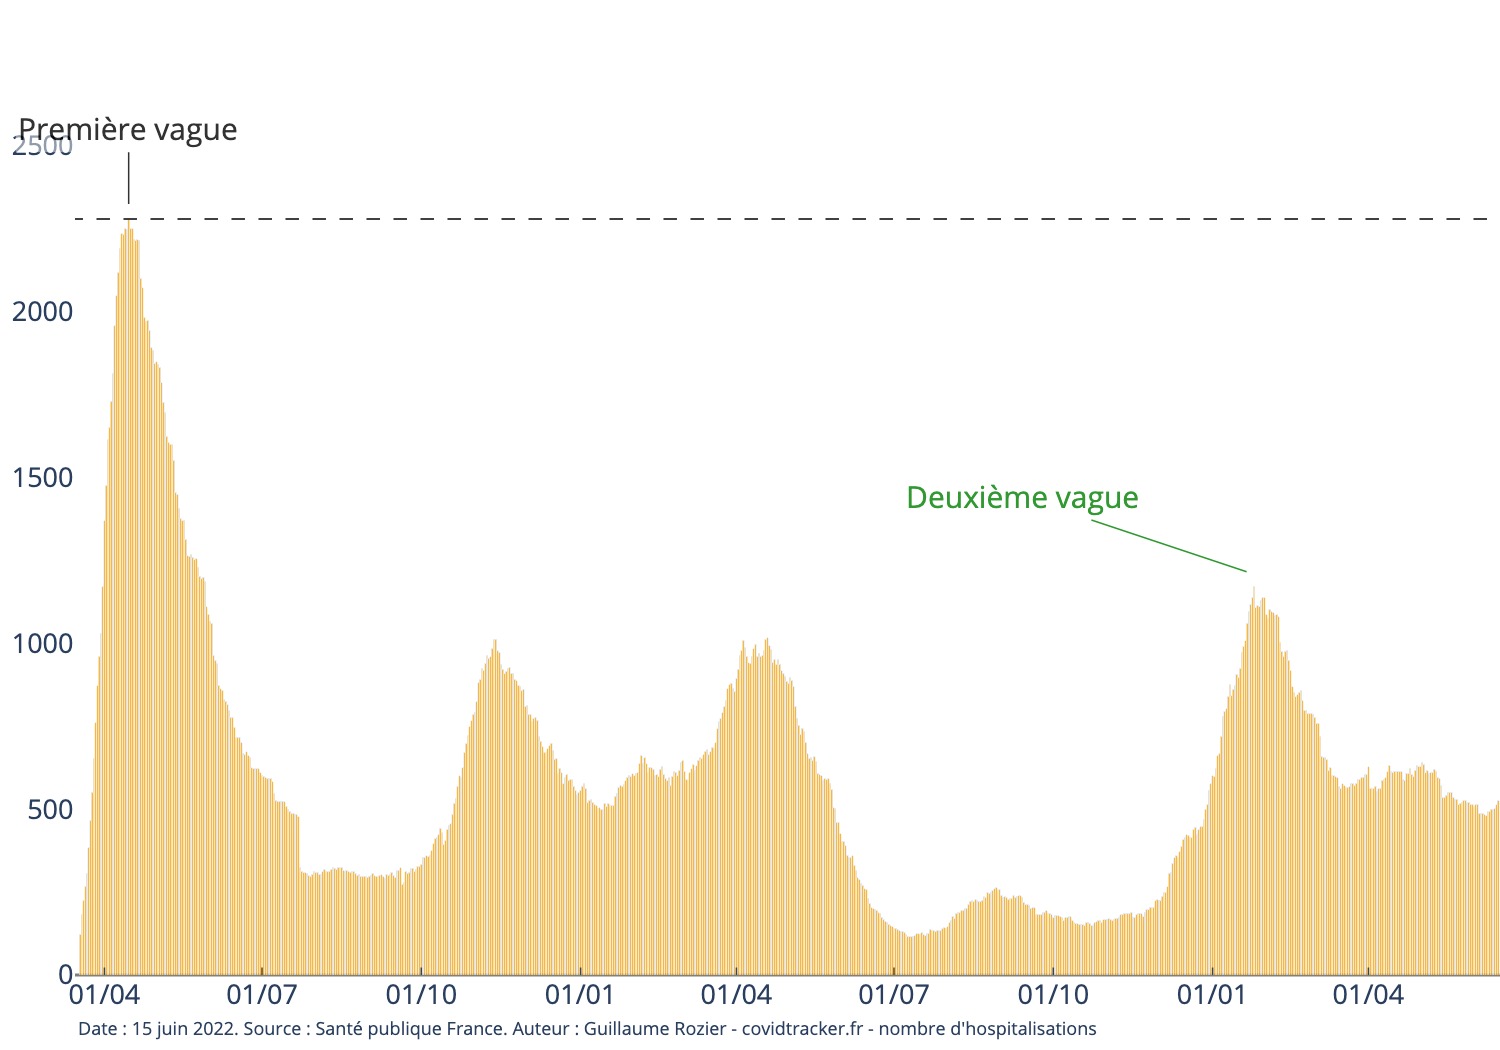 Première vague
2500
2000
1500
Deuxième vague
1000
500
0
01/04 01/07 01/10 01/01 01/04 01/07 01/10 01/01 01/04
Date : 15 juin 2022. Source : Santé publique France. Auteur : Guillaume Rozier - covidtracker.fr - nombre d'hospitalisations